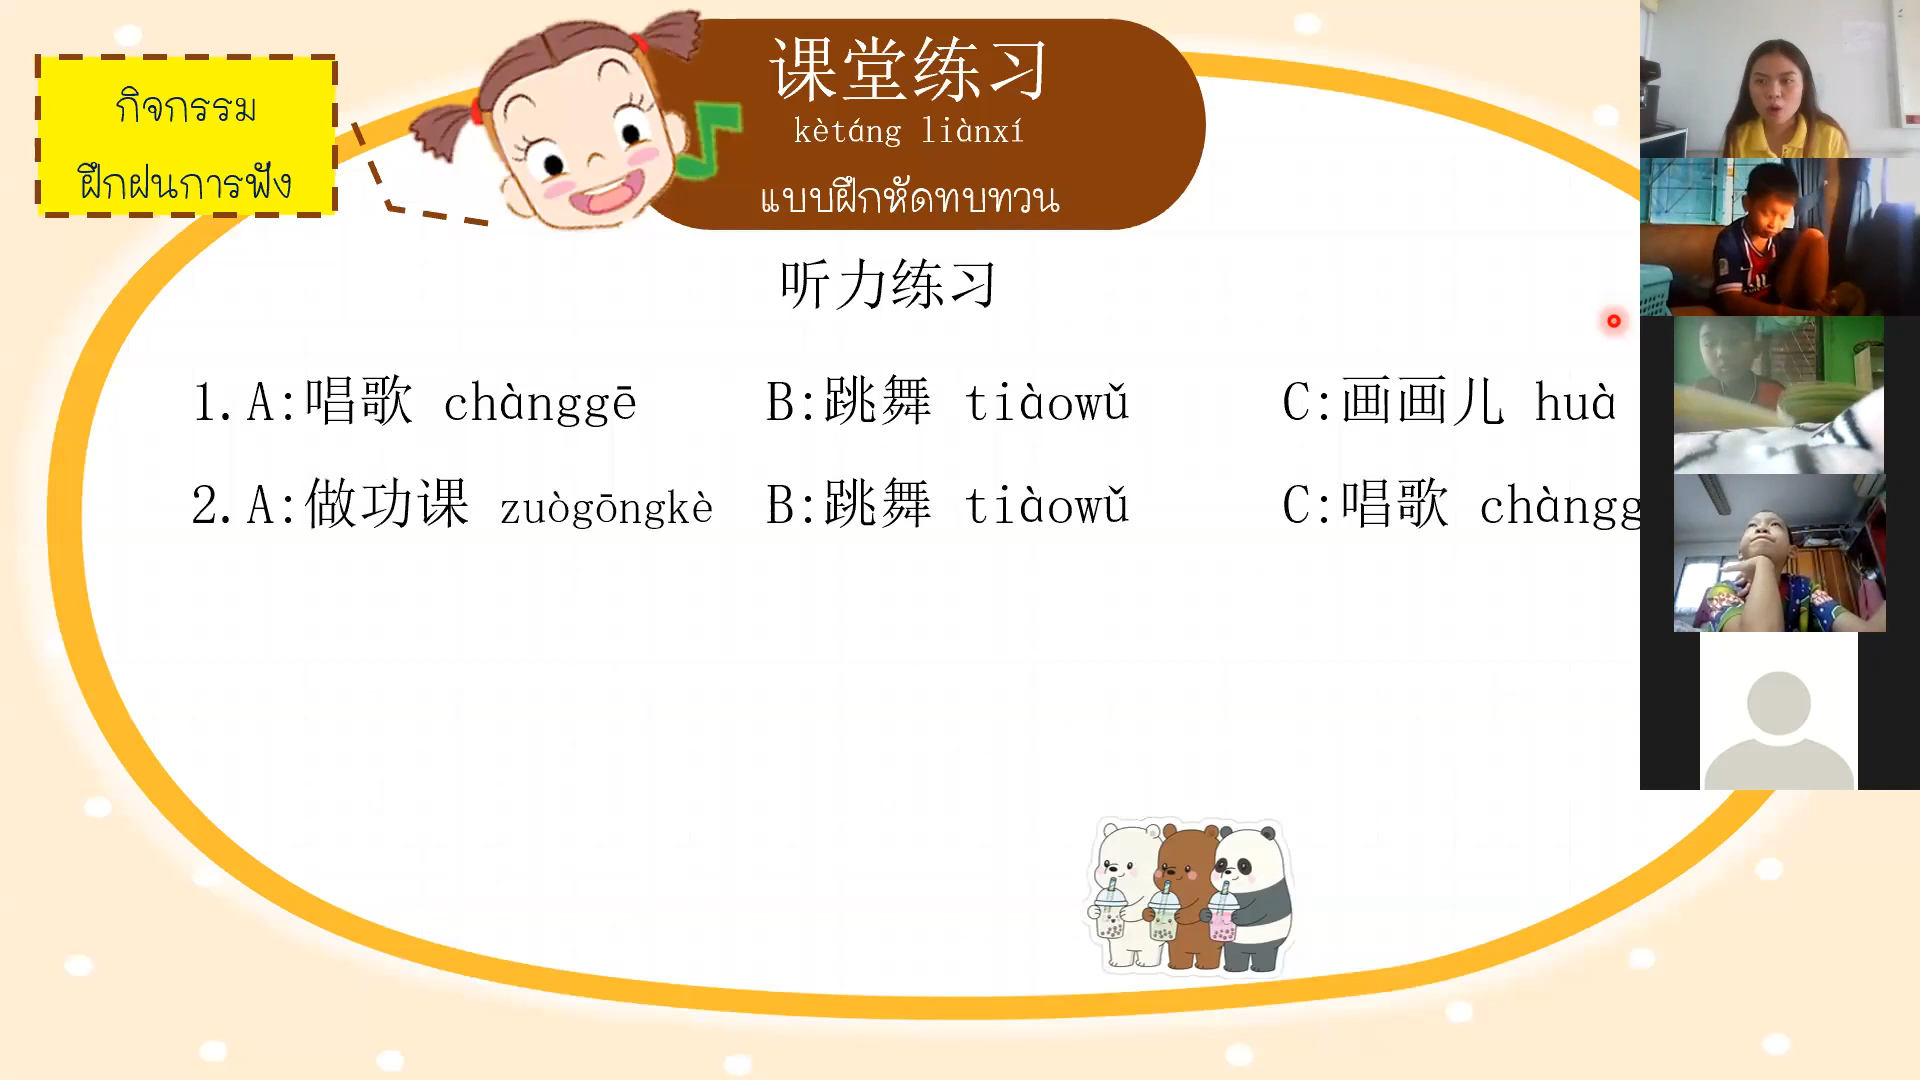 กิจกรรม
ฝึกฝนการฟัง
课堂练习
kètáng liànxí
แบบฝึกหัดทบทวน
听力练习
1. A:唱歌 chànggē B:跳舞 tiàowǔ C:画画儿 huà
2. A:做功课 zuògōngkè B:跳舞 tiàowǔ C:唱歌 chàngg